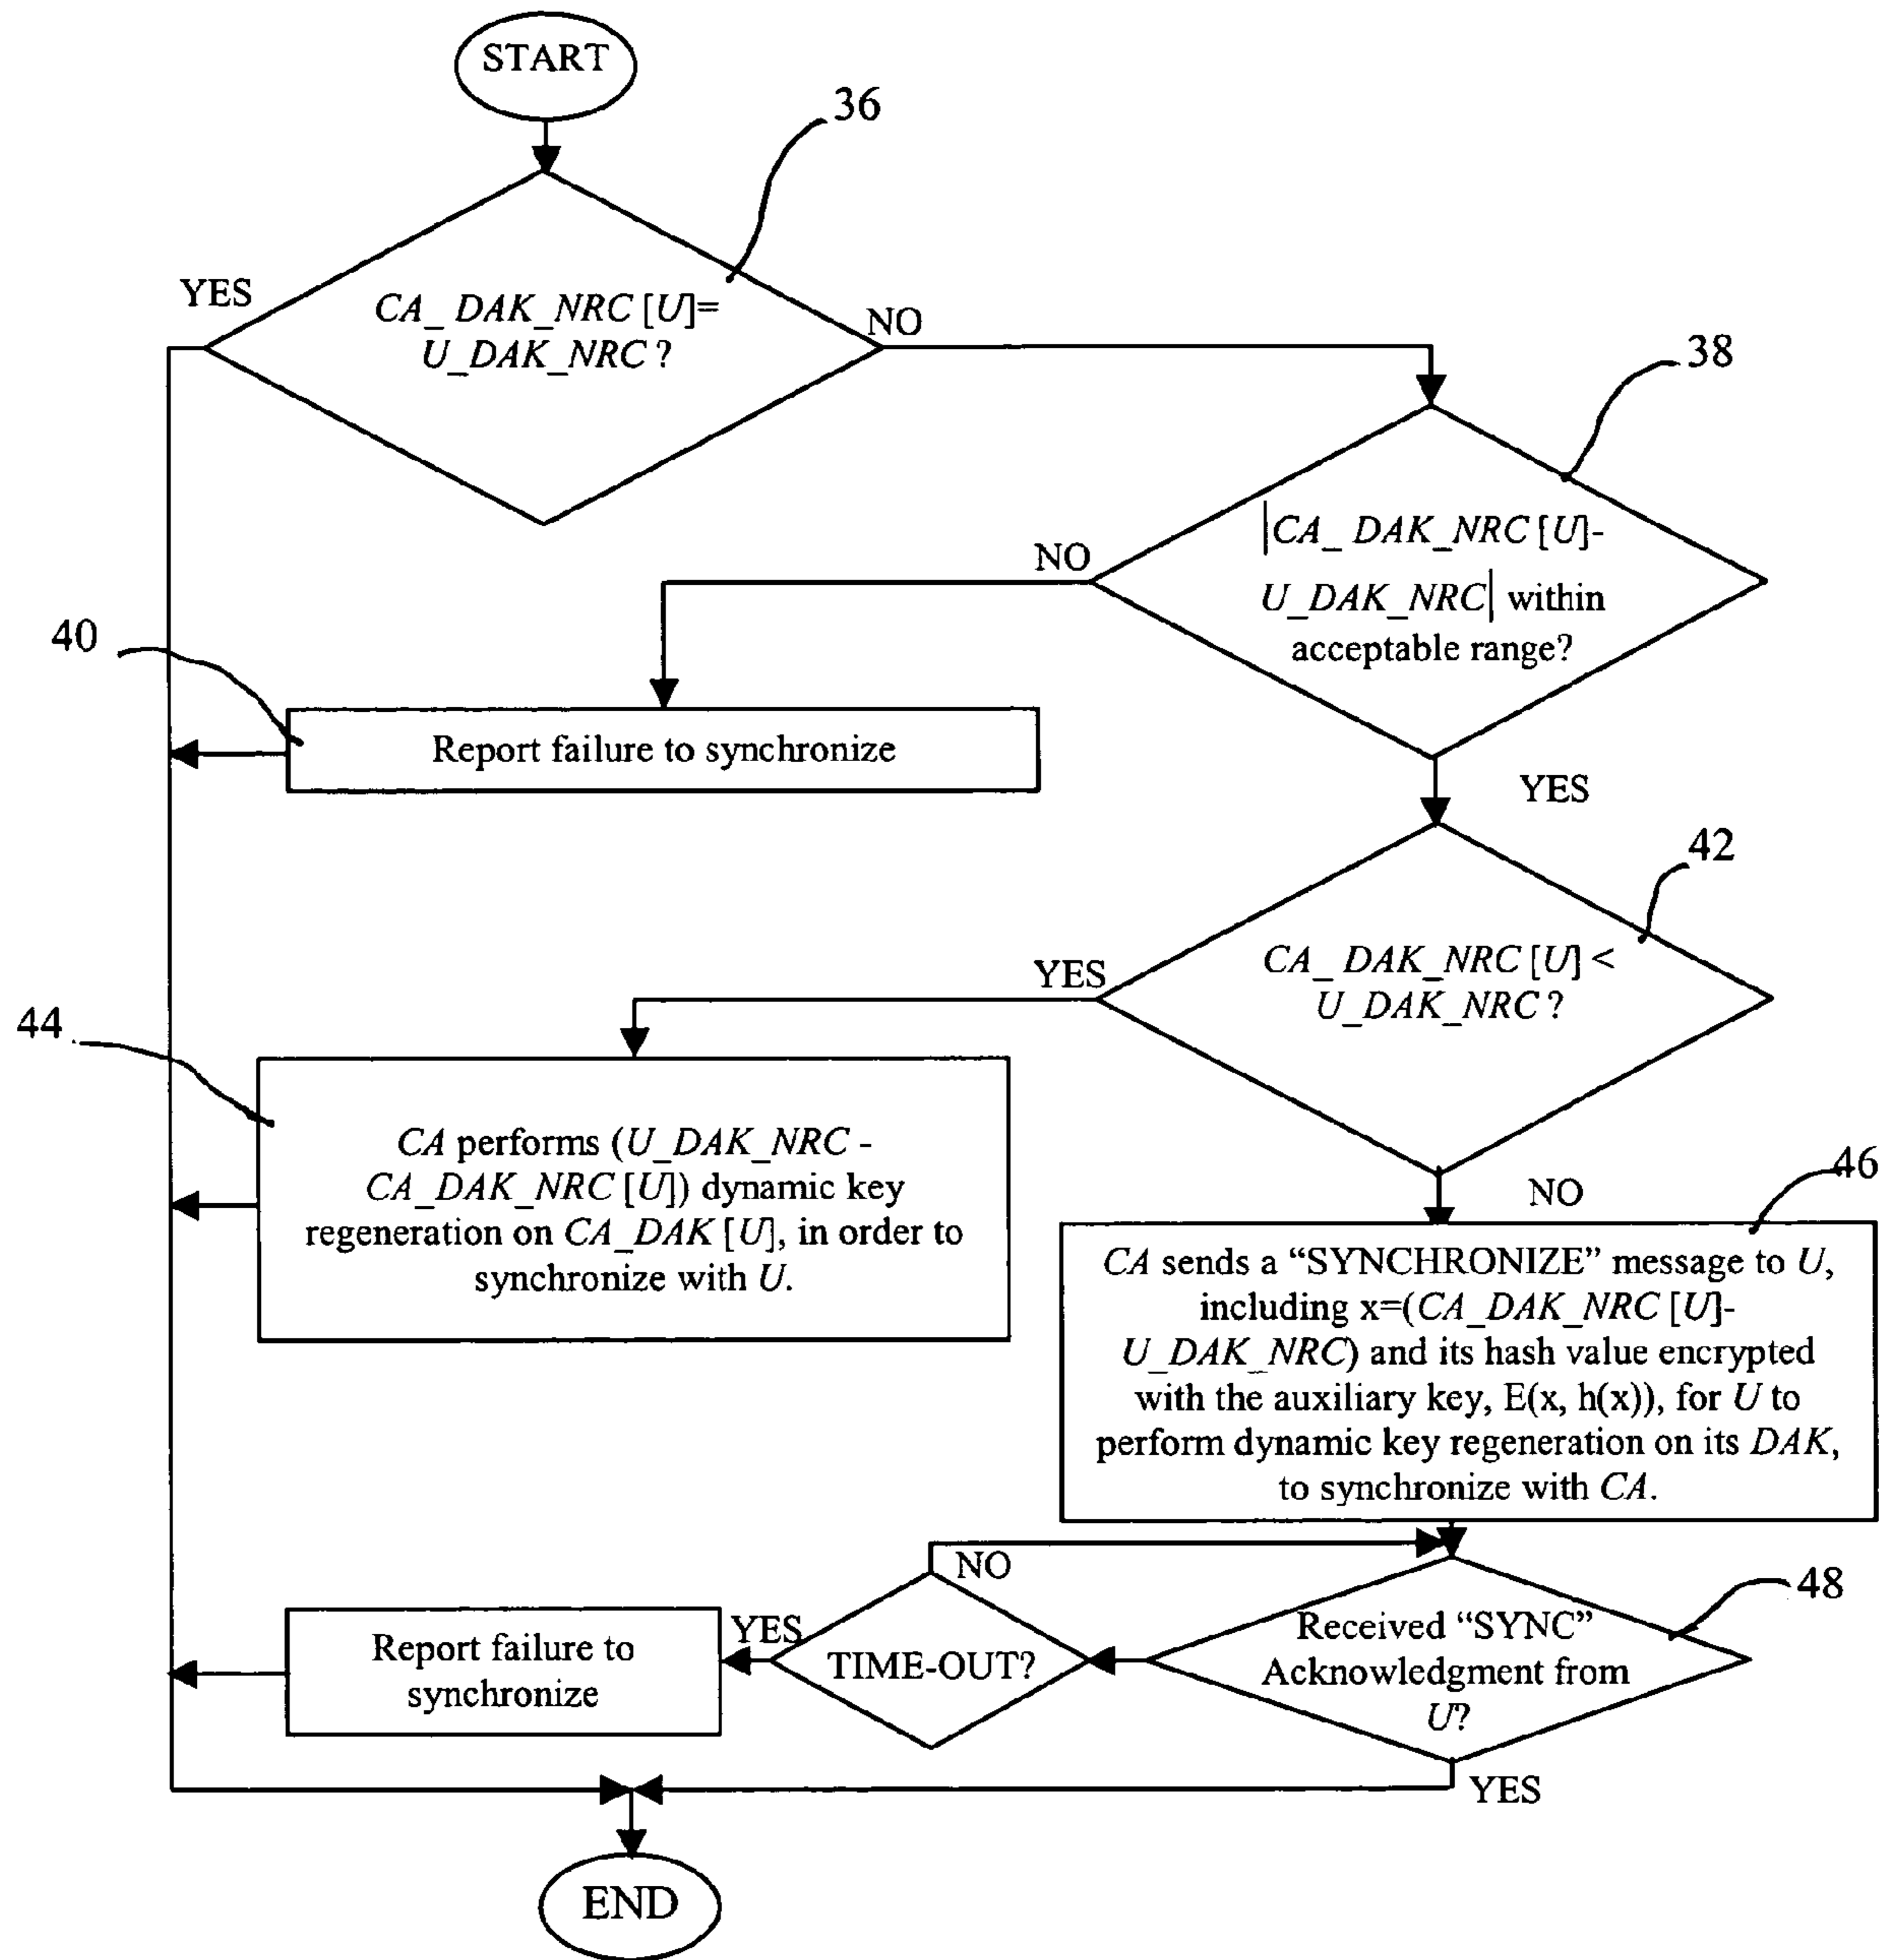 START
36
YES
CA_ DAK_NRC [U]=
U_DAK_NRC ?
NO
38
|CA_ DAK_NRC [U]-
U_DAK_NRC| within
acceptable range?
NO
40
Report failure to synchronize
YES
42
CA_ DAK_NRC [U] <
U_DAK_NRC ?
YES
44
CA performs (U_DAK_NRC -
CA_DAK_NRC [U]) dynamic key
regeneration on CA_DAK [U], in order to
synchronize with U.
NO
46
CA sends a “SYNCHRONIZE” message to U,
including x=(CA_DAK_NRC [U]-
U_DAK_NRC) and its hash value encrypted
with the auxiliary key, E(x, h(x)), for U to
perform dynamic key regeneration on its DAK,
to synchronize with CA.
NO
48
Received “SYNC”
Acknowledgment from
U?
TIME-OUT?
YES
Report failure to
synchronize
YES
END